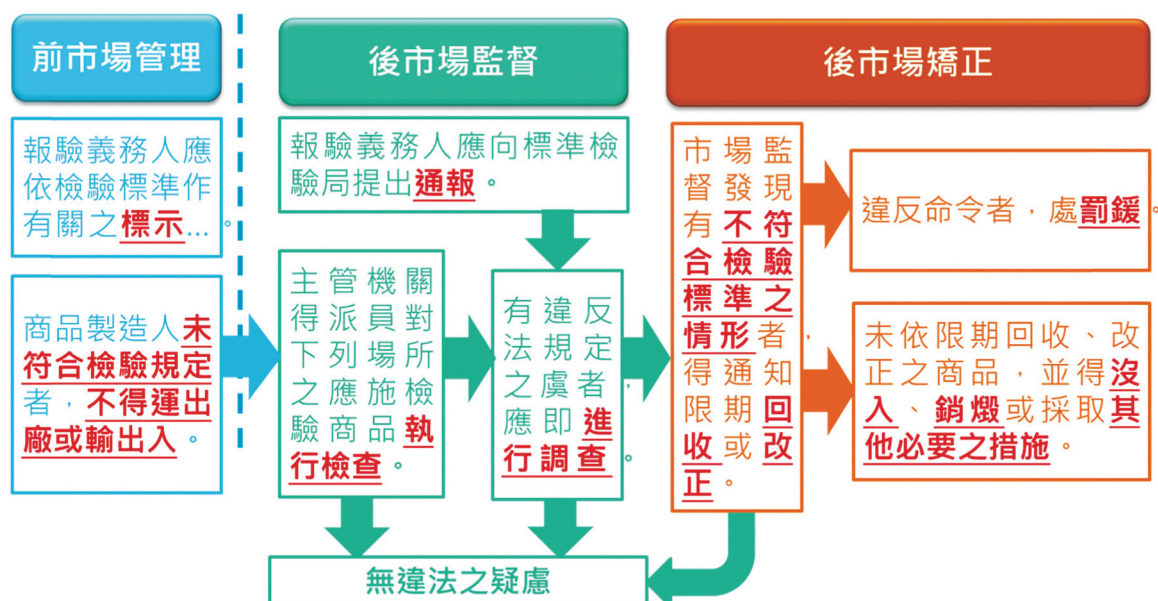 前市場管理
報驗義務人應
依檢驗標準作
有關之標示...。
商品製造人未
符合檢驗規定
者，不得運出
廠或輸出入。
後市場監督
報驗義務人應向標準檢
驗局提出通報。
主管機關
得派員對
下列場所
之應施檢
驗商品執
行檢查。
有違反
法規定
之虞者，
應即進
行調查。
無違法之疑慮
後市場矯正
市場監
督發現
有不符
合檢驗
標準之
情形者，
得通知
限期回
收或改
正。
違反命令者，處罰鍰。
未依限期回收、改
正之商品，並得沒
入、銷燬或採取其
他必要之措施。